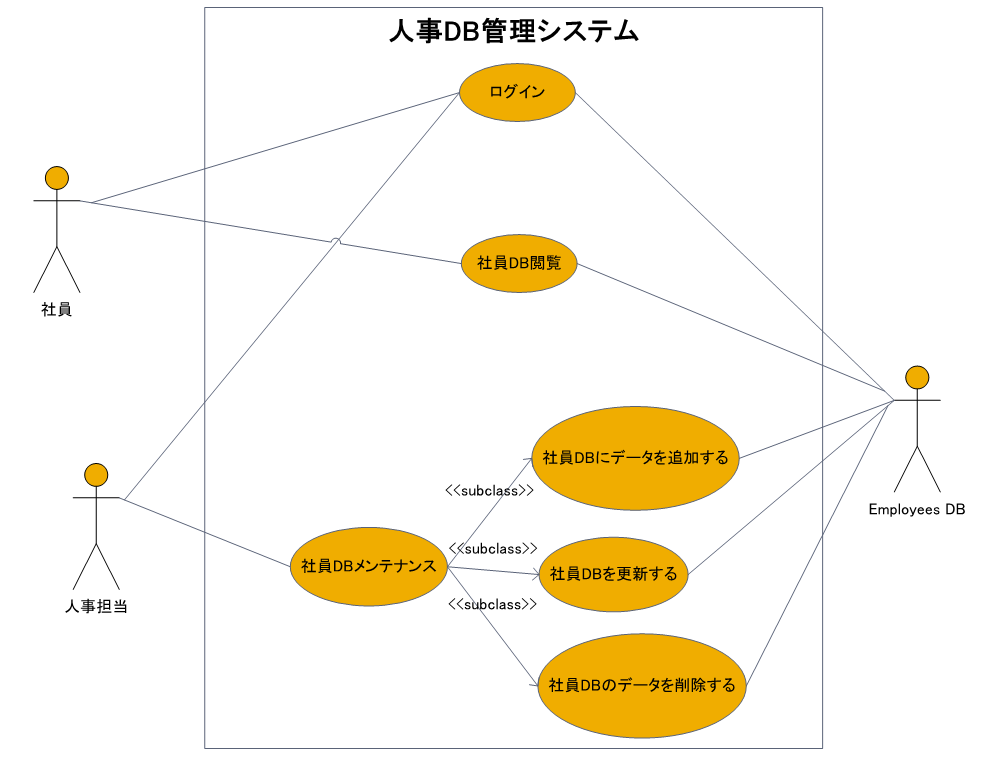 人事DB管理システム
ログイン
社員DB閲覧
社員
社員DBにデータを追加する
<<subclass>>
Employees DB
<<subclass>>
社員DBメンテナンス
社員DBを更新する
人事担当
<<subclass>>
社員DBのデータを削除する